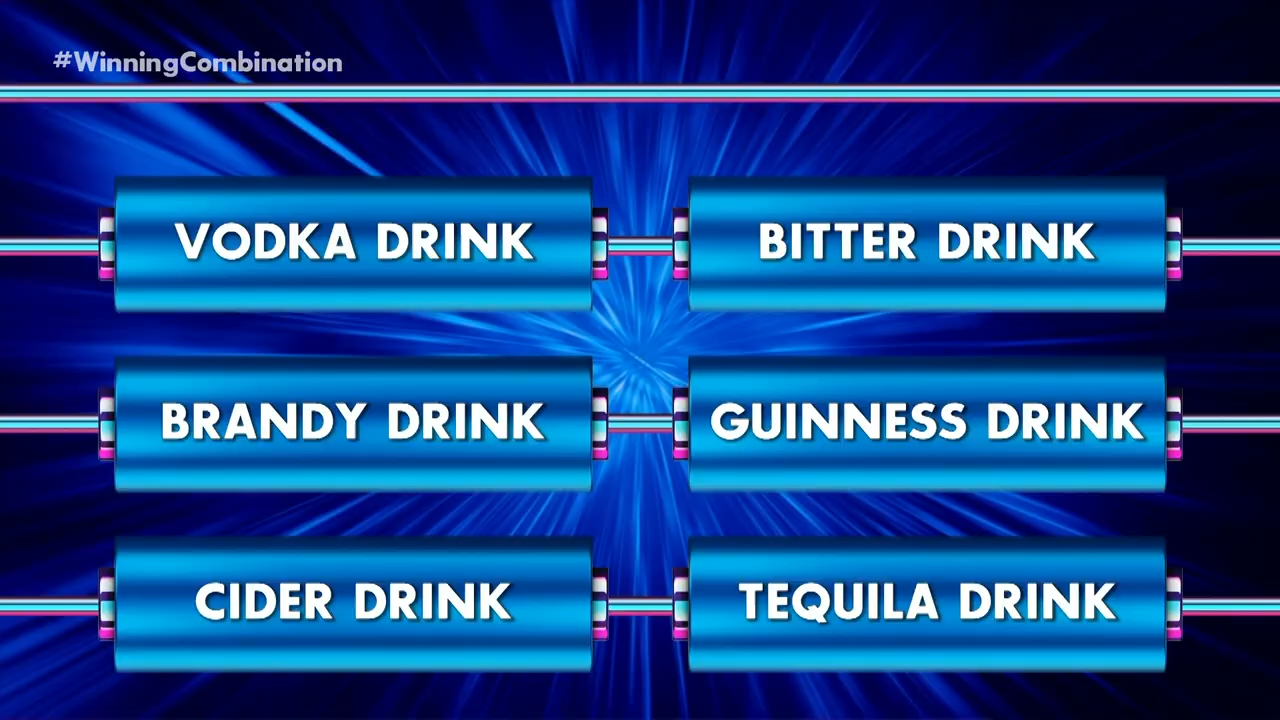 #WinningCombination
VODKA DRINK
BITTER DRINK
BRANDY DRINK
GUINNESS DRINK
CIDER DRINK
TEQUILA DRINK